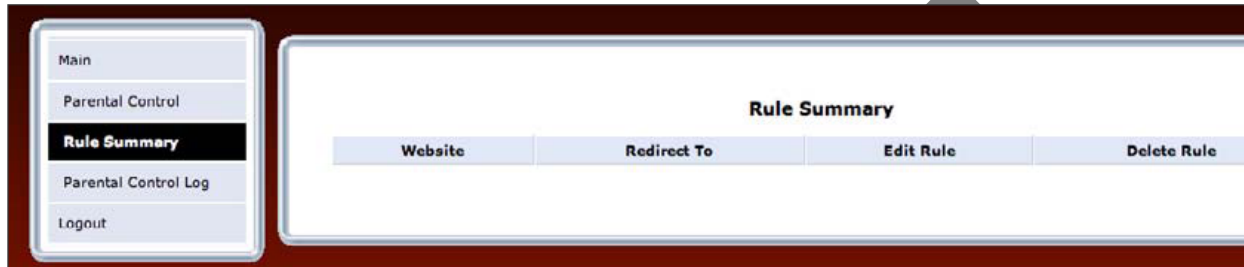 Main
Parental Control
Rule Summary
Parental Control Log
Logout
Rule Summary
Website Redirect To Edit Rule Delete Rule